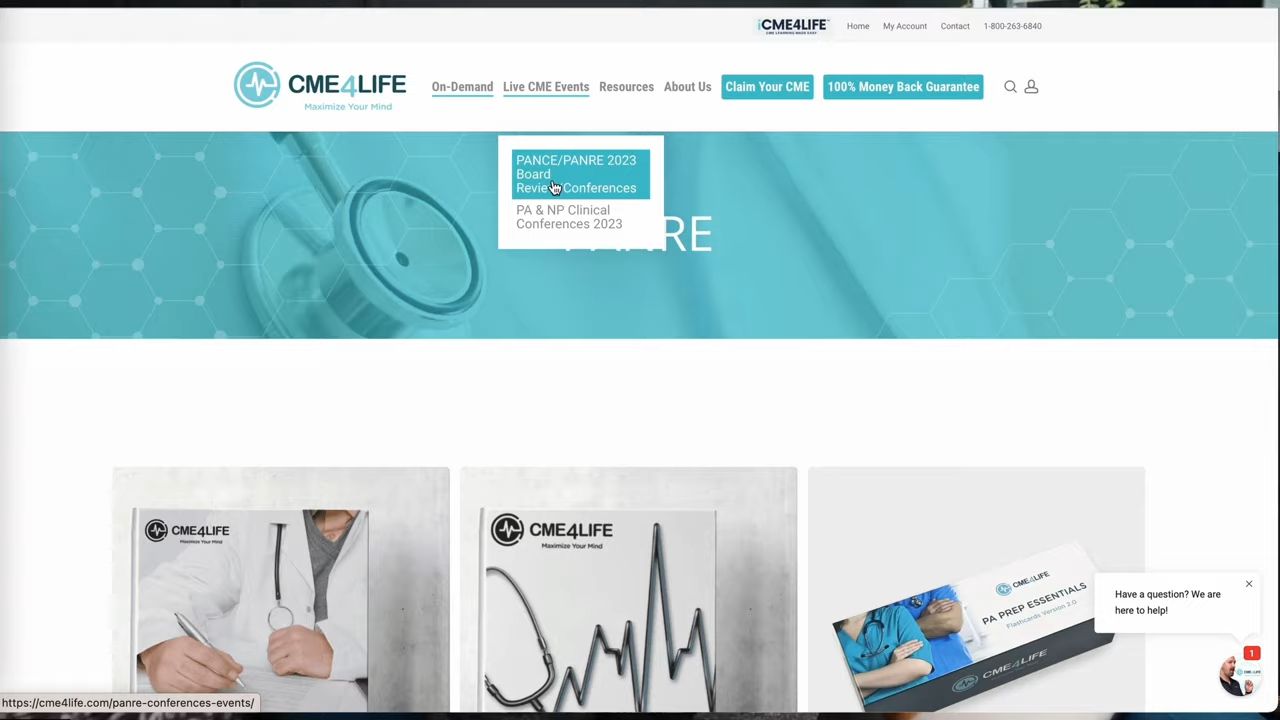 iCME4LIFE
CME LEARNING MADE EASY
Home My Account Contact 1-800-263-6840
CME4LIFE
Maximize Your Mind
On-Demand Live CME Events Resources About Us Claim Your CME 100% Money Back Guarantee
PANCE/PANRE 2023
Board
Review Conferences
PA & NP Clinical
Conferences 2023
PANRE
CME4LIFE
Maximize Your Mind
CME4LIFE
Maximize Your Mind
CME4LIFE
PA PREP ESSENTIALS
Flashcards Version 2.0
CME4LIFE
Have a question? We are
here to help!
1
https://cme4life.com/panre-conferences-events/